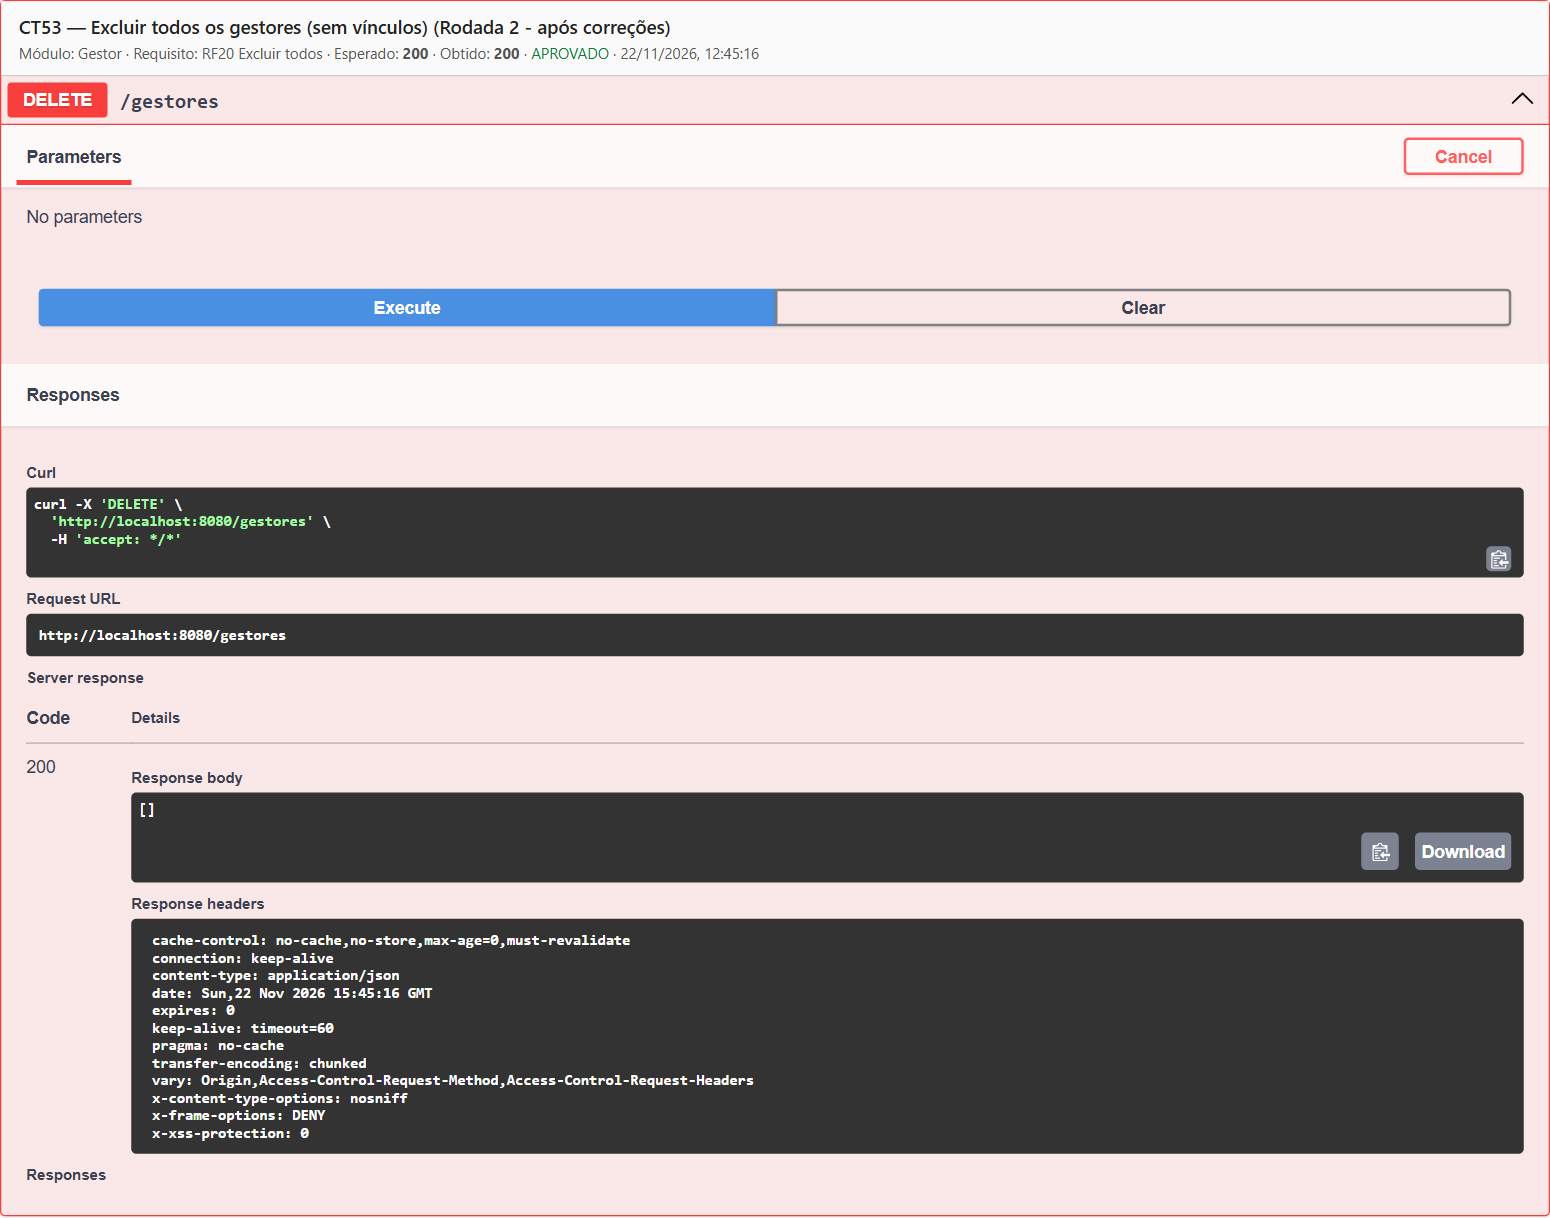 CT53 — Excluir todos os gestores (sem vínculos) (Rodada 2 - após correções)
Módulo: Gestor · Requisito: RF20 Excluir todos · Esperado: 200 · Obtido: 200 · APROVADO · 22/11/2026, 12:45:16
DELETE /gestores
Parameters
Cancel
No parameters
Execute
Clear
Responses
Curl
curl -X 'DELETE' \
  'http://localhost:8080/gestores' \
  -H 'accept: */*'
Request URL
http://localhost:8080/gestores
Server response
Code Details
200
Response body
[]
Download
Response headers
cache-control: no-cache,no-store,max-age=0,must-revalidate
connection: keep-alive
content-type: application/json
date: Sun,22 Nov 2026 15:45:16 GMT
expires: 0
keep-alive: timeout=60
pragma: no-cache
transfer-encoding: chunked
vary: Origin,Access-Control-Request-Method,Access-Control-Request-Headers
x-content-type-options: nosniff
x-frame-options: DENY
x-xss-protection: 0
Responses